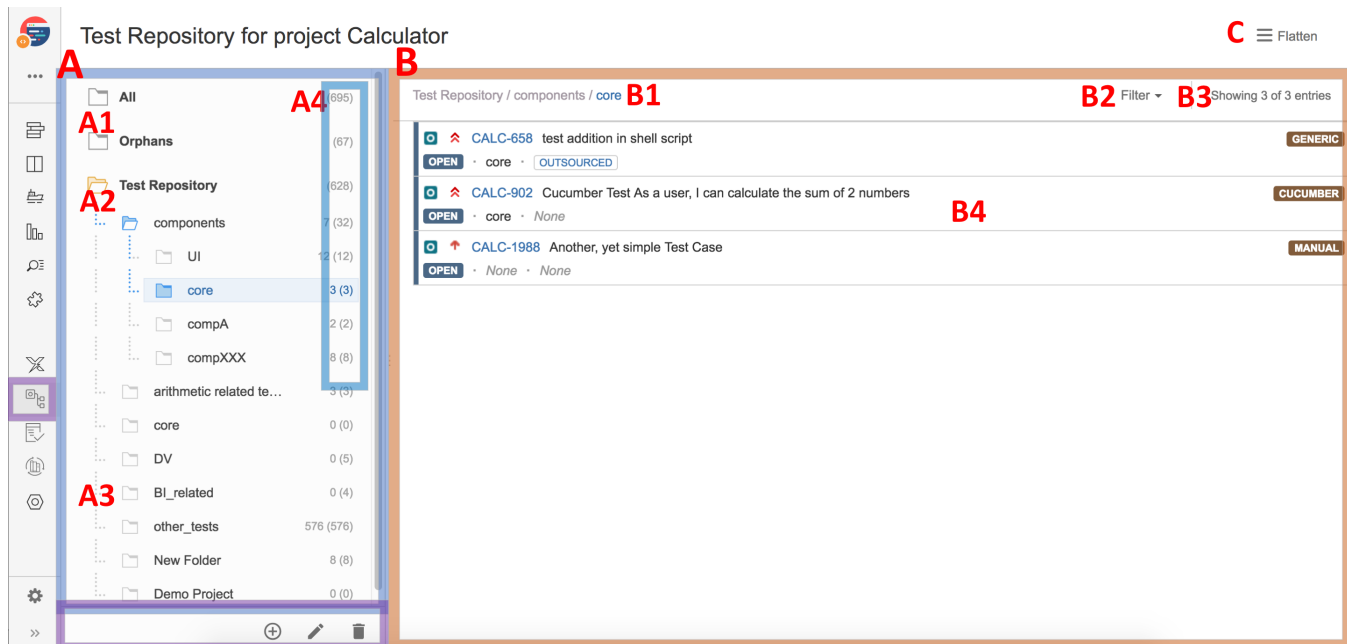 Test Repository for project Calculator
C Flatten
A
B
All A4 (695)
A1
Orphans (67)
Test Repository (628)
A2
components 7 (32)
UI 12 (12)
core 3 (3)
compA 2 (2)
compXXX 8 (8)
arithmetic related te... 3 (3)
core 0 (0)
DV 0 (5)
A3 BI_related 0 (4)
other_tests 576 (576)
New Folder 8 (8)
Demo Project 0 (0)
Test Repository / components / core B1 B2 Filter B3 Showing 3 of 3 entries
CALC-658 test addition in shell script GENERIC
OPEN · core · OUTSOURCED
CALC-902 Cucumber Test As a user, I can calculate the sum of 2 numbers CUCUMBER
B4
OPEN · core · None
CALC-1988 Another, yet simple Test Case MANUAL
OPEN · None · None